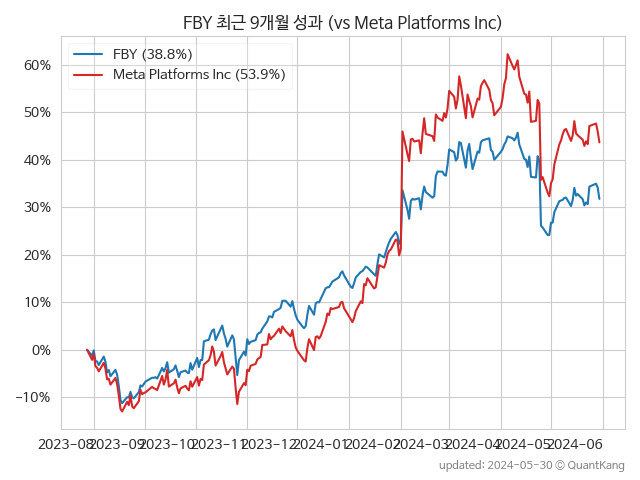 FBY 최근 9개월 성과 (vs Meta Platforms Inc)
FBY (38.8%)
Meta Platforms Inc (53.9%)
60%
50%
40%
30%
20%
10%
0%
−10%
2023-08 2023-09 2023-10 2023-11 2023-12 2024-01 2024-02 2024-03 2024-04 2024-05 2024-06
updated: 2024-05-30 © QuantKang